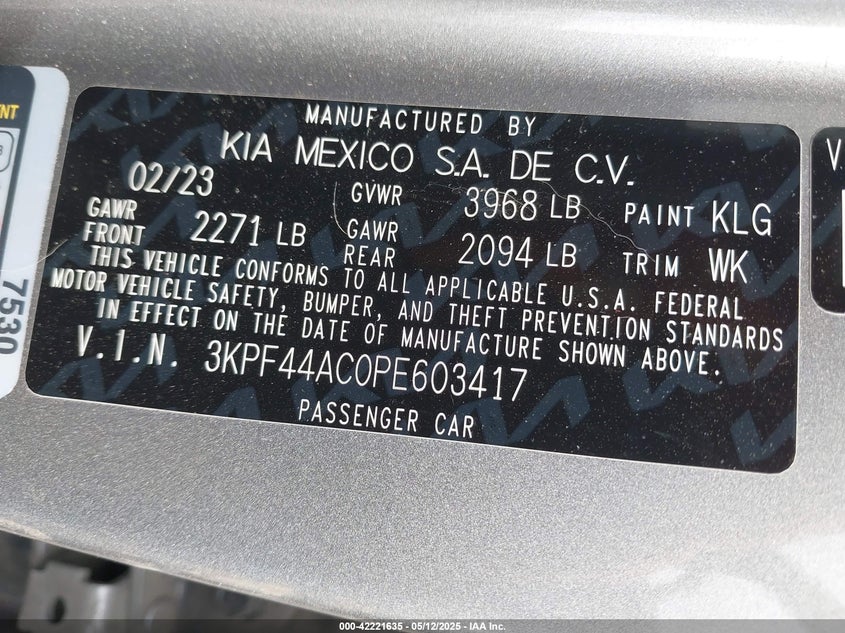 MANUFACTURED BY
KIA MEXICO S.A. DE C.V.
02/23 GVWR 3968 LB PAINT KLG
GAWR FRONT 2271 LB GAWR REAR 2094 LB TRIM WK
THIS VEHICLE CONFORMS TO ALL APPLICABLE U.S.A. FEDERAL
MOTOR VEHICLE SAFETY, BUMPER, AND THEFT PREVENTION STANDARDS
IN EFFECT ON THE DATE OF MANUFACTURE SHOWN ABOVE.
V.I.N. 3KPF44AC0PE603417
PASSENGER CAR
7530
000-42221635 - 05/12/2025 - IAA Inc.